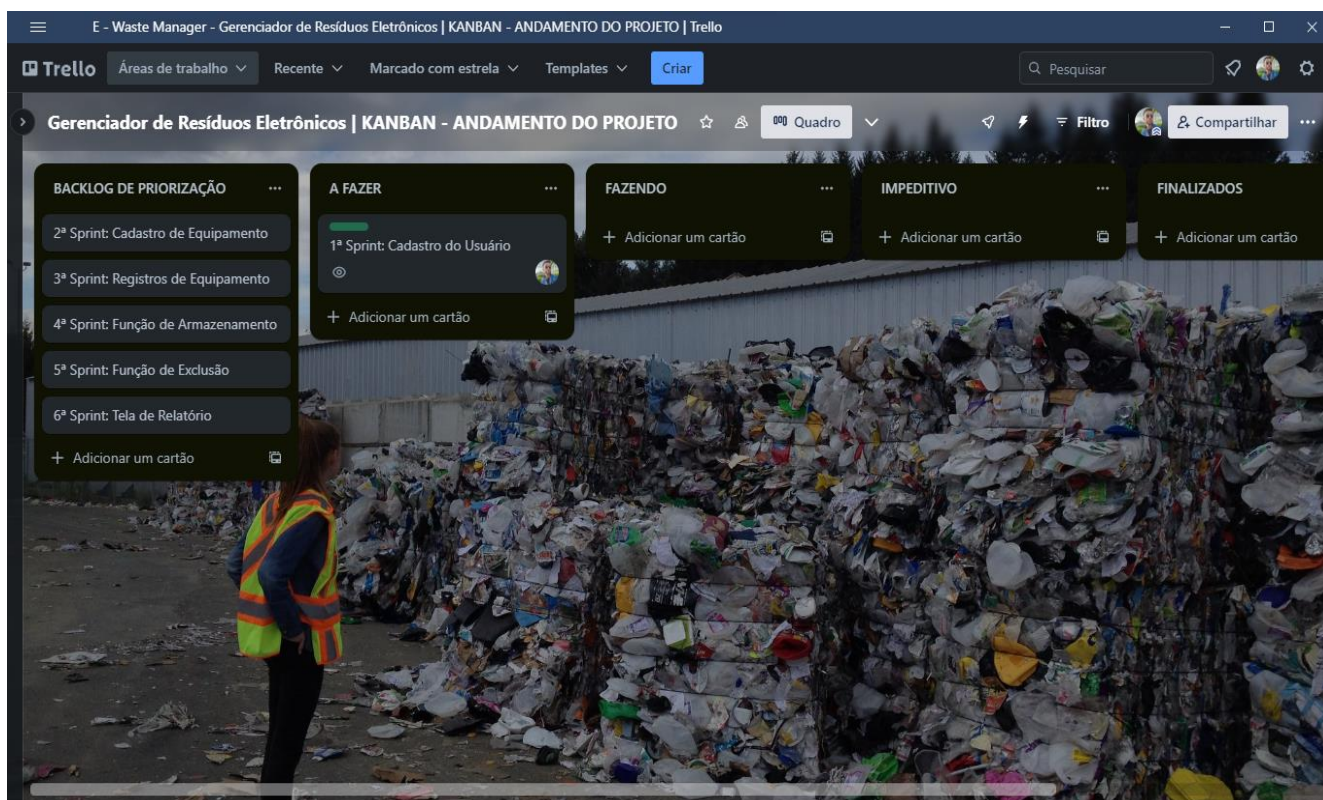 E - Waste Manager - Gerenciador de Resíduos Eletrônicos | KANBAN - ANDAMENTO DO PROJETO | Trello
Trello Áreas de trabalho Recente Marcado com estrela Templates Criar Pesquisar
Gerenciador de Resíduos Eletrônicos | KANBAN - ANDAMENTO DO PROJETO Quadro Filtro Compartilhar
BACKLOG DE PRIORIZAÇÃO
2ª Sprint: Cadastro de Equipamento
3ª Sprint: Registros de Equipamento
4ª Sprint: Função de Armazenamento
5ª Sprint: Função de Exclusão
6ª Sprint: Tela de Relatório
+ Adicionar um cartão
A FAZER
1ª Sprint: Cadastro do Usuário
+ Adicionar um cartão
FAZENDO
+ Adicionar um cartão
IMPEDITIVO
+ Adicionar um cartão
FINALIZADOS
+ Adicionar um cartão